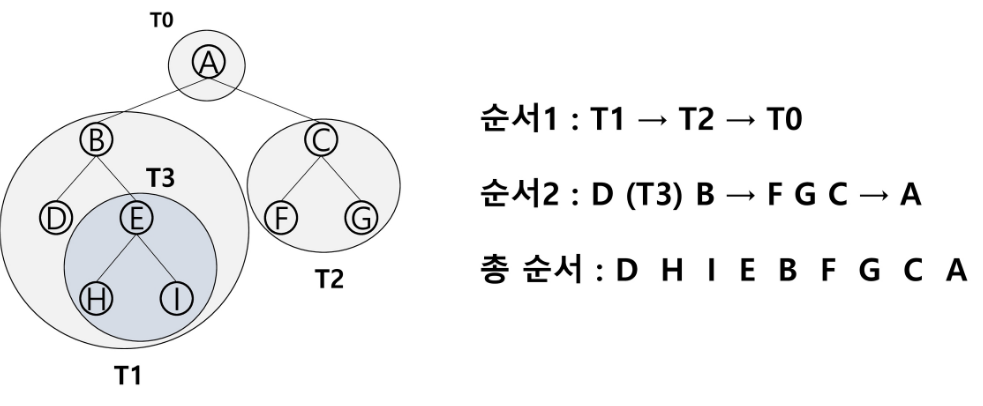 T0
A
B
C
T3
D
E
F
G
H
I
T2
T1
순서1 : T1 → T2 → T0
순서2 : D (T3) B → F G C → A
총 순서 : D H I E B F G C A